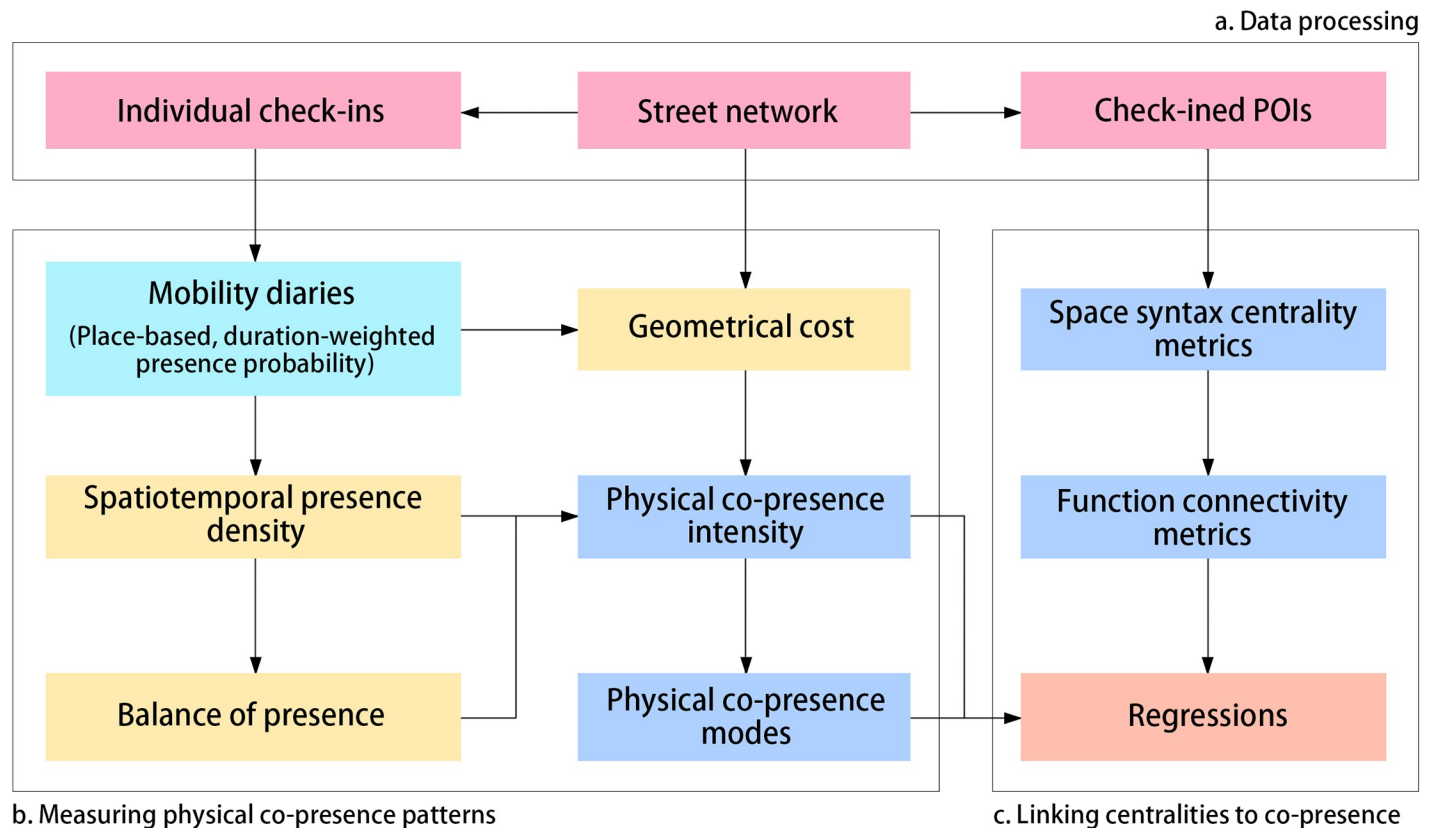 a. Data processing
Individual check-ins
Street network
Check-ined POIs
Mobility diaries
(Place-based, duration-weighted
presence probability)
Geometrical cost
Space syntax centrality
metrics
Spatiotemporal presence
density
Physical co-presence
intensity
Function connectivity
metrics
Balance of presence
Physical co-presence
modes
Regressions
b. Measuring physical co-presence patterns
c. Linking centralities to co-presence